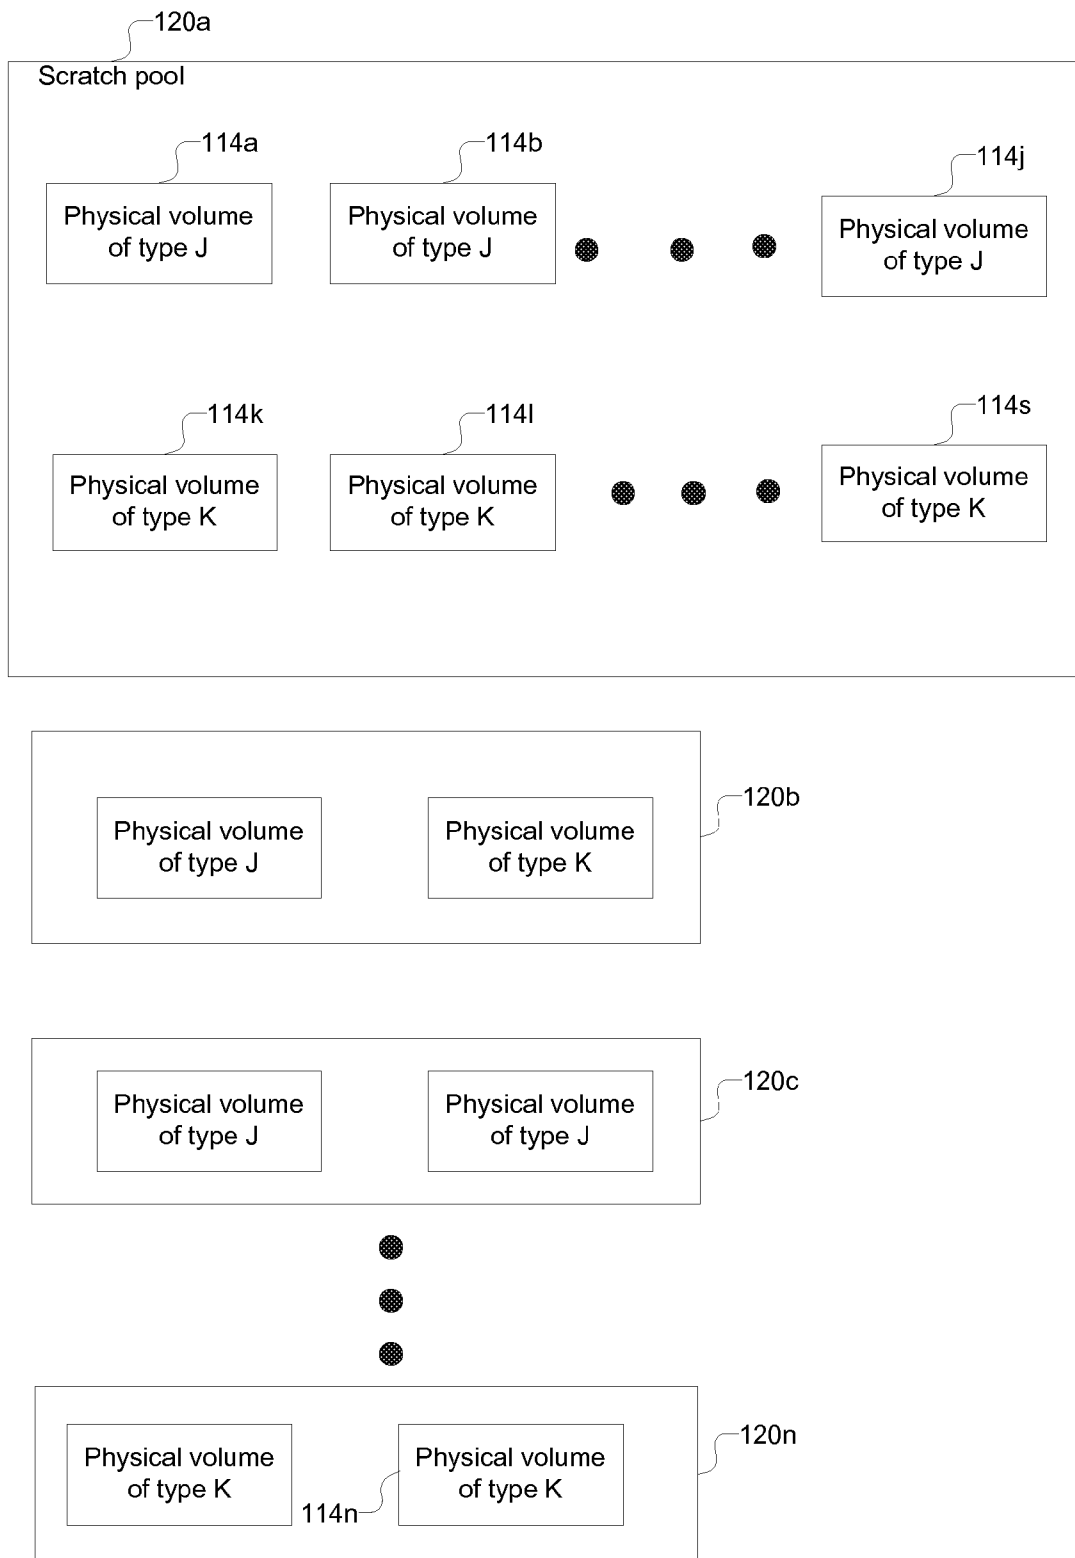 120a
Scratch pool
114a
114b
114j
Physical volume
of type J
Physical volume
of type J
Physical volume
of type J
114k
114l
114s
Physical volume
of type K
Physical volume
of type K
Physical volume
of type K
120b
Physical volume
of type J
Physical volume
of type K
120c
Physical volume
of type J
Physical volume
of type J
120n
Physical volume
of type K
114n
Physical volume
of type K